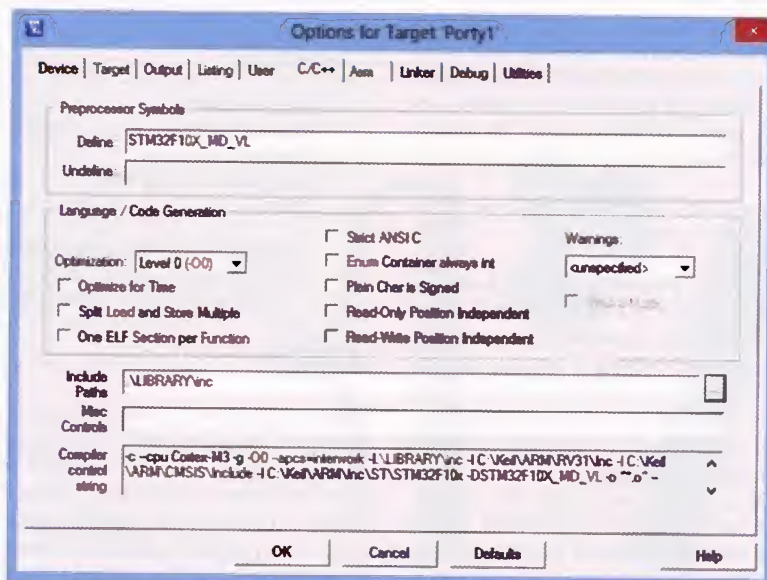 Options for Target 'Porty1'
Device | Target | Output | Listing | User C/C++ | Asm | Linker | Debug | Utilities |
Preprocessor Symbols
Define: STM32F10X_MD_VL
Undefine:
Language / Code Generation
Optimization: Level 0 (-O0)
Optimize for Time
Split Load and Store Multiple
One ELF Section per Function
Strict ANSI C
Enum Container always int
Plain Char is Signed
Read-Only Position Independent
Read-Write Position Independent
Warnings:
<unspecified>
Include Paths .\LIBRARY\inc
...
Misc Controls
Compiler control string
-c --cpu Cortex-M3 -g -O0 --apcs=interwork -I.\LIBRARY\inc -I C:\Keil\ARM\RV31\Inc -I C:\Keil
\ARM\CMSIS\Include -I C:\Keil\ARM\Inc\ST\STM32F10x -DSTM32F10X_MD_VL -o "*.o" --
OK Cancel Defaults Help